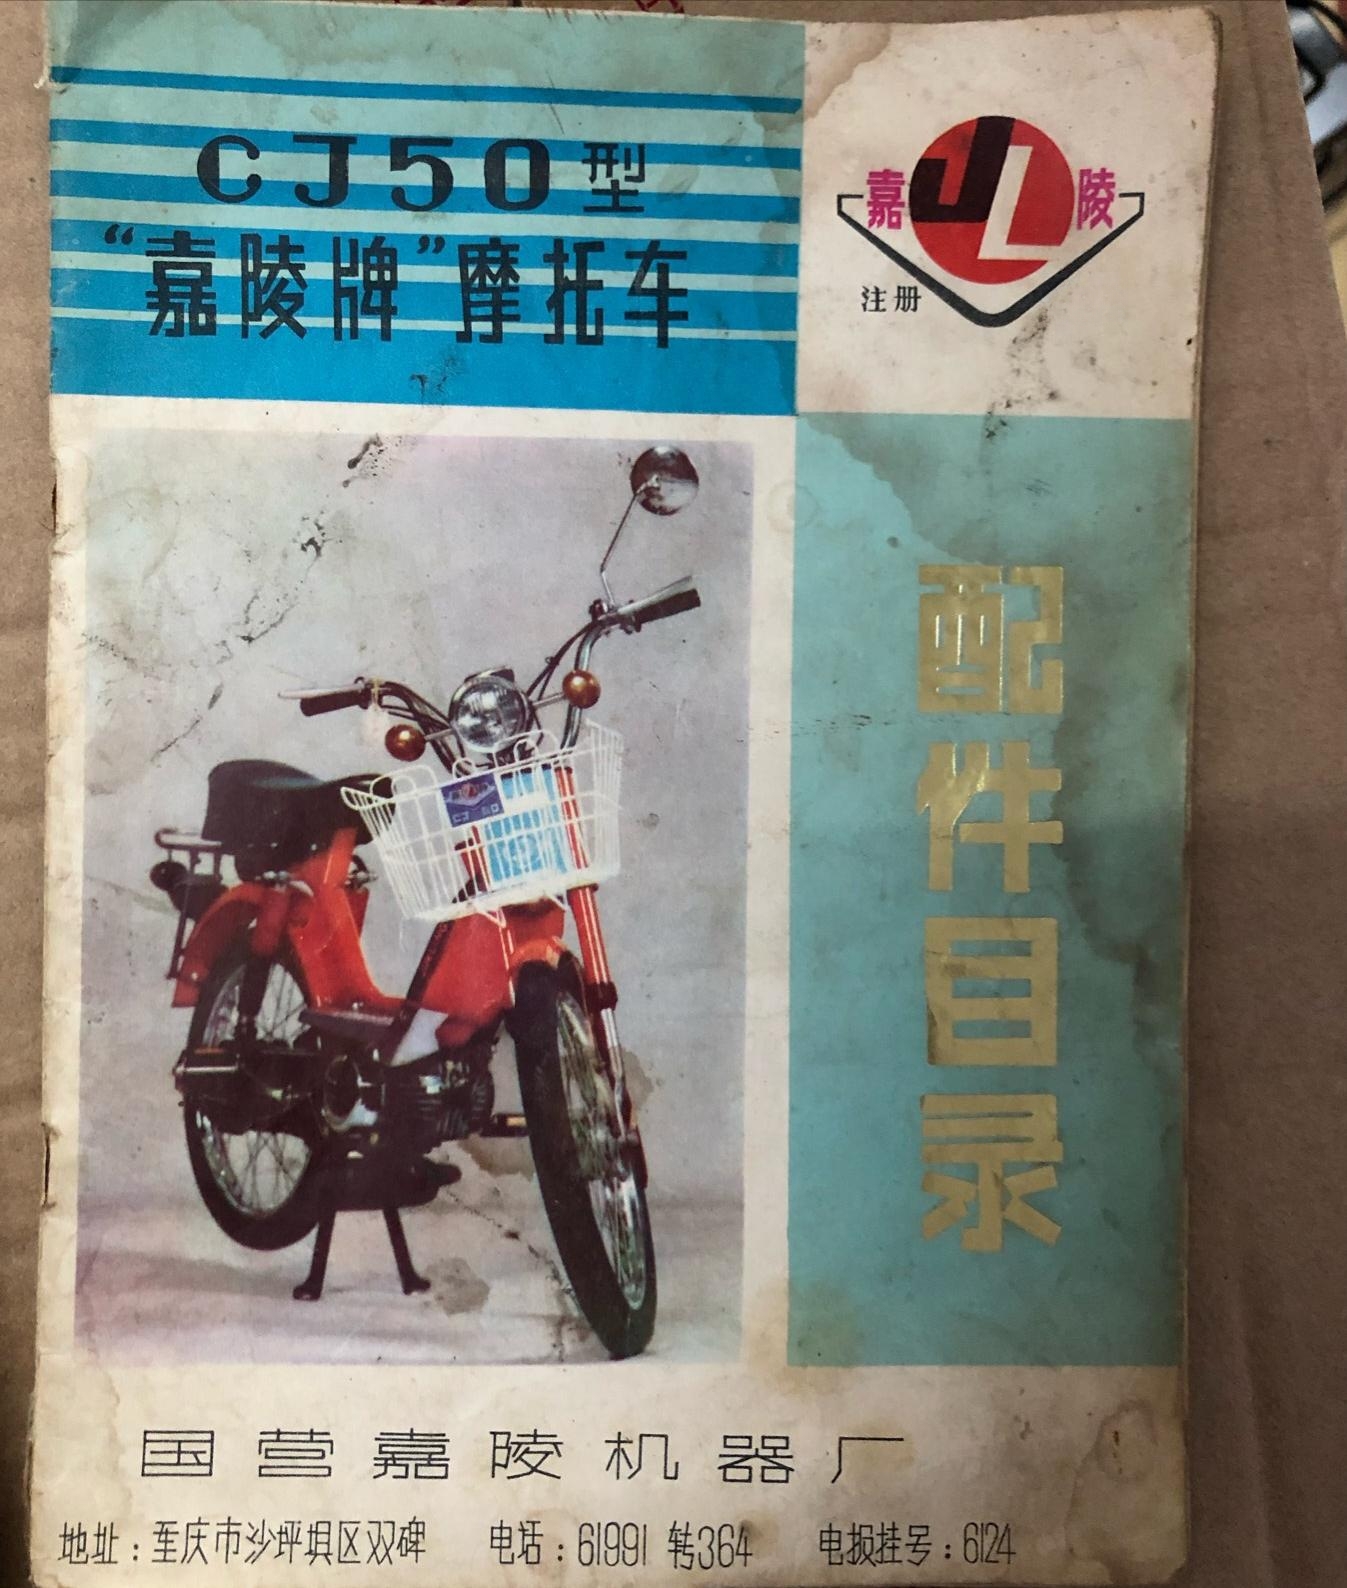 CJ50型
“嘉陵牌”摩托车
嘉 JL 陵
注册
配件目录
国营嘉陵机器厂
地址：重庆市沙坪坝区双碑 电话：61991 转364 电报挂号：6124